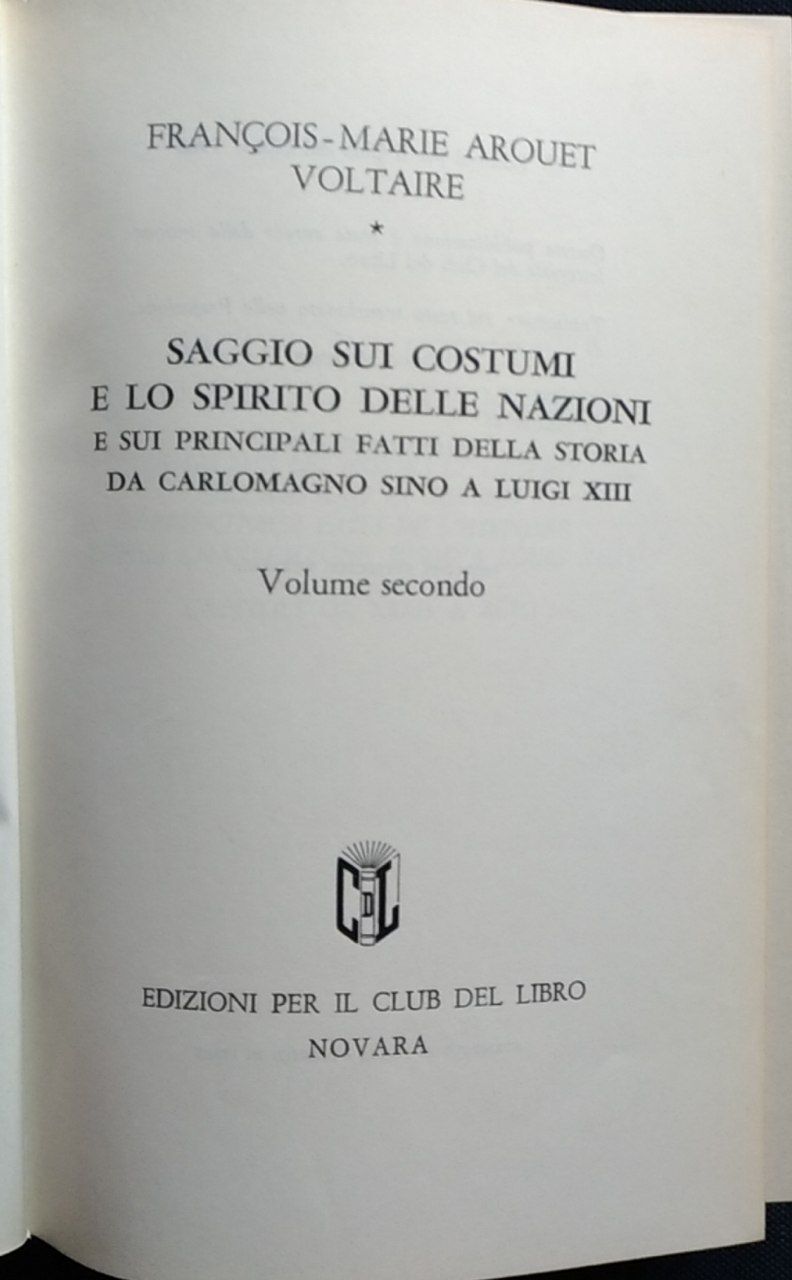 FRANÇOIS-MARIE AROUET
VOLTAIRE
*
SAGGIO SUI COSTUMI
E LO SPIRITO DELLE NAZIONI
E SUI PRINCIPALI FATTI DELLA STORIA
DA CARLOMAGNO SINO A LUIGI XIII
Volume secondo
CDL
EDIZIONI PER IL CLUB DEL LIBRO
NOVARA